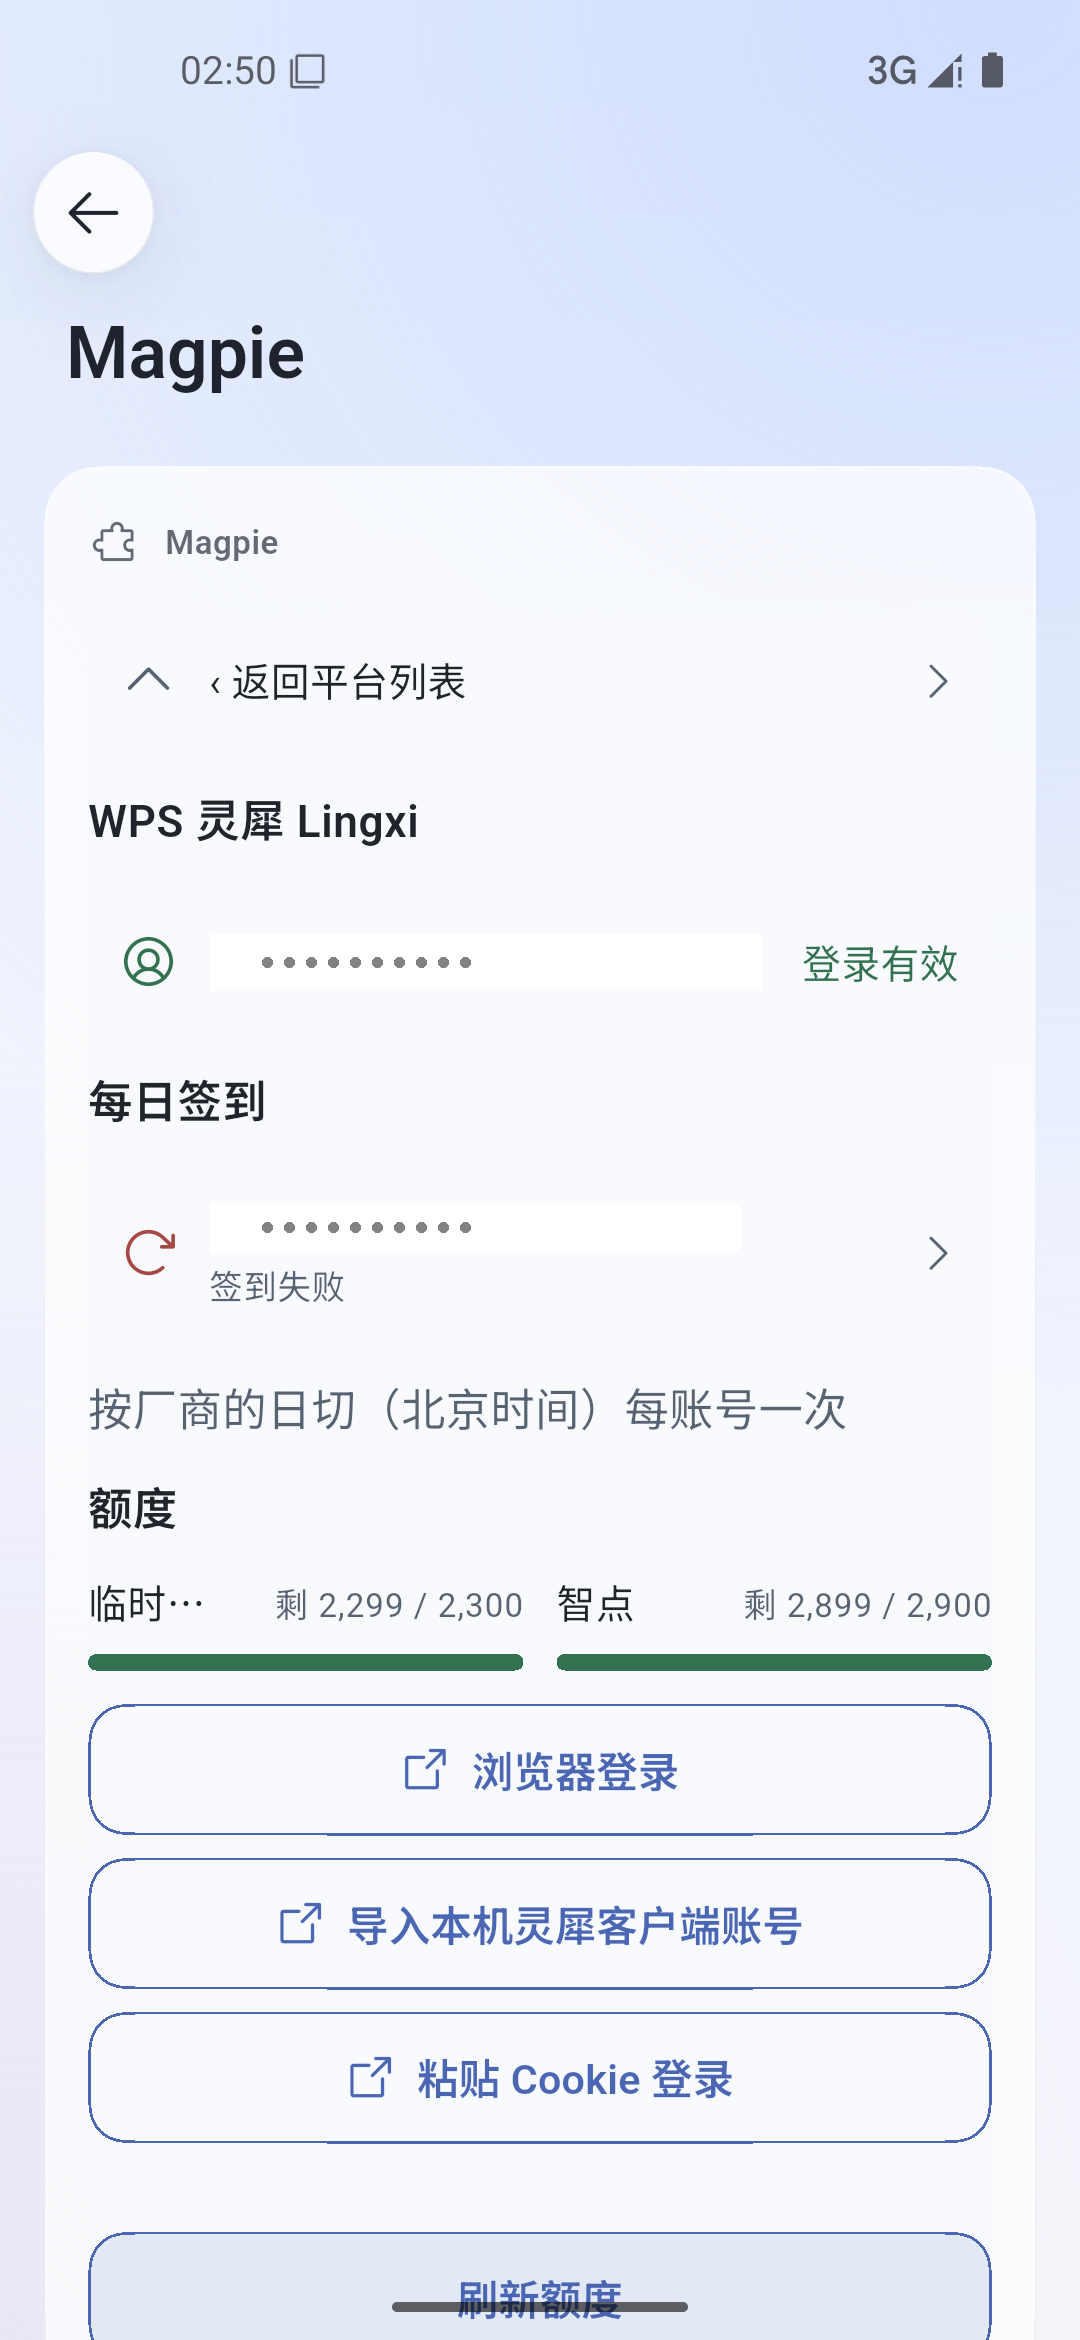 02:50
3G
Magpie
Magpie
‹ 返回平台列表
WPS 灵犀 Lingxi
•••••••••• 登录有效
每日签到
••••••••••
签到失败
按厂商的日切（北京时间）每账号一次
额度
临时… 剩 2,299 / 2,300 智点 剩 2,899 / 2,900
浏览器登录
导入本机灵犀客户端账号
粘贴 Cookie 登录
刷新额度